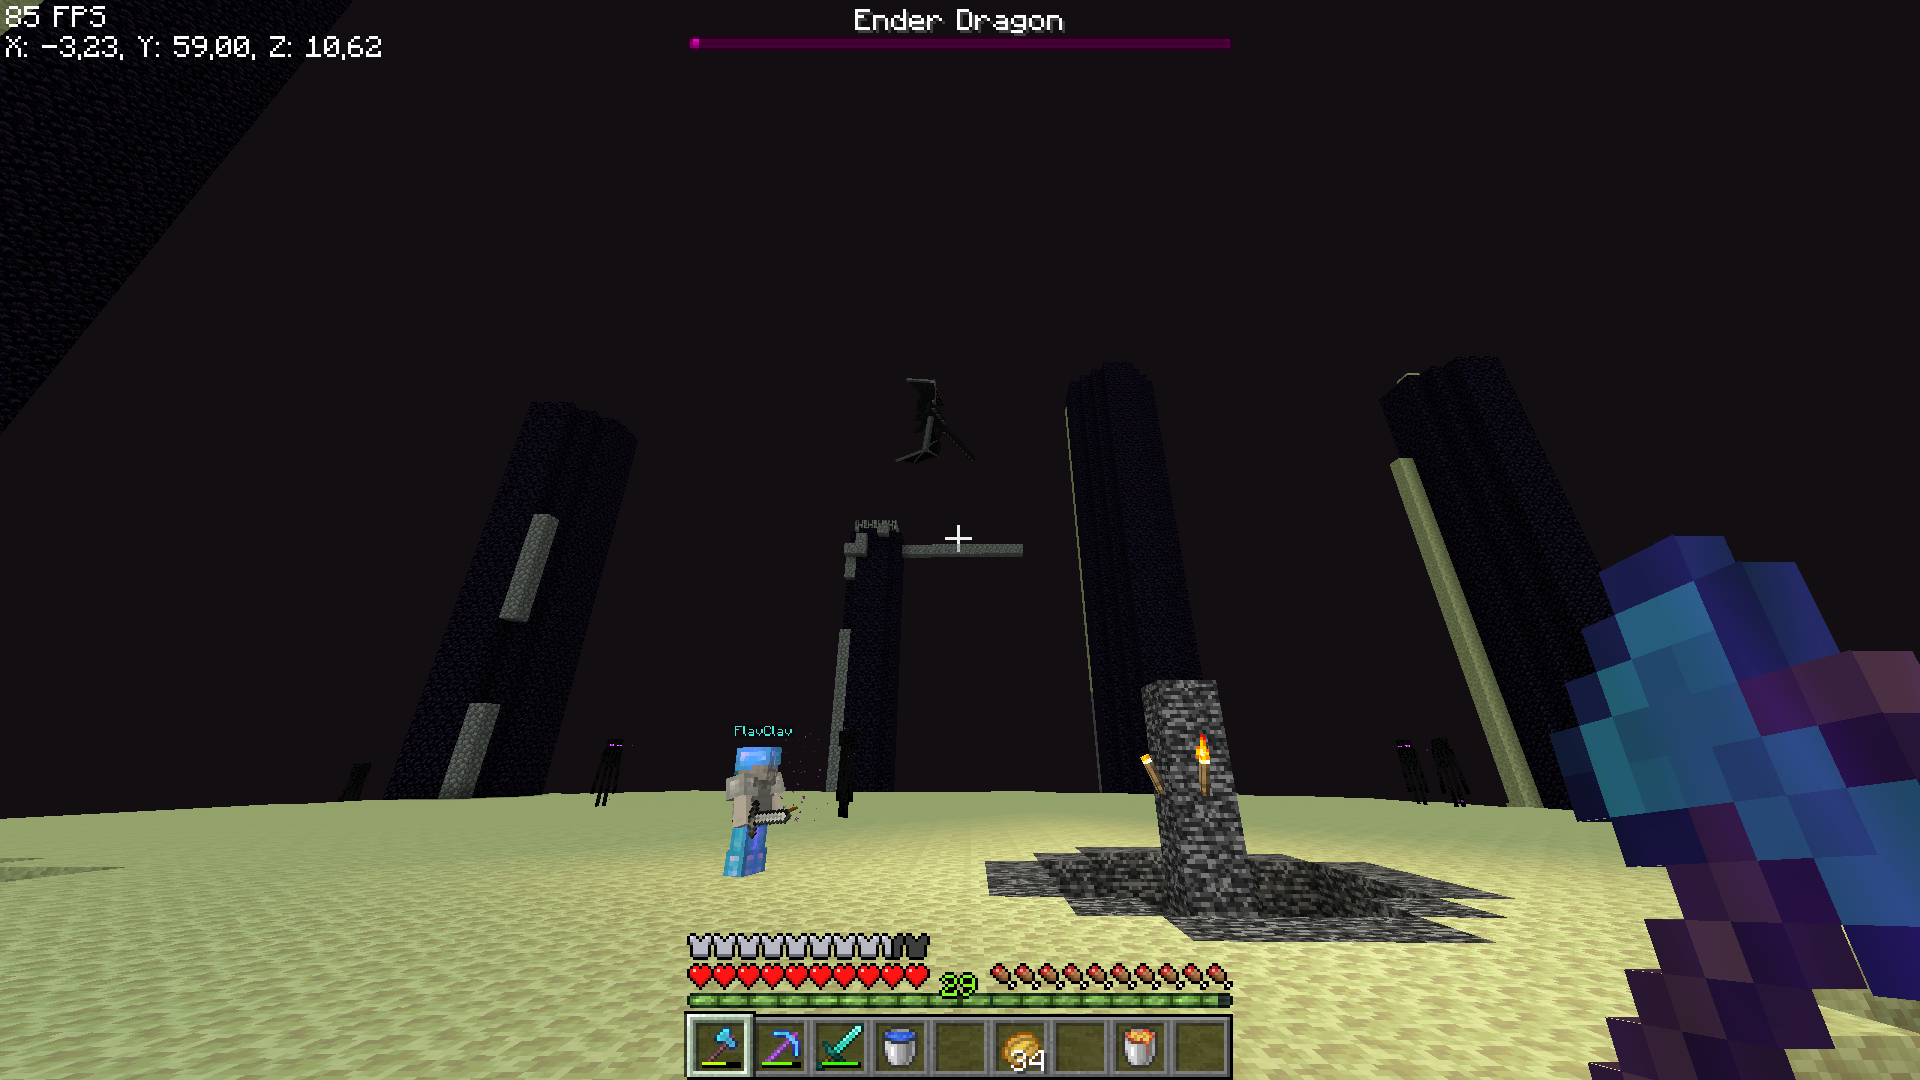 85 FPS
X: -3,23, Y: 59,00, Z: 10,62
Ender Dragon
FlavClav
29
34